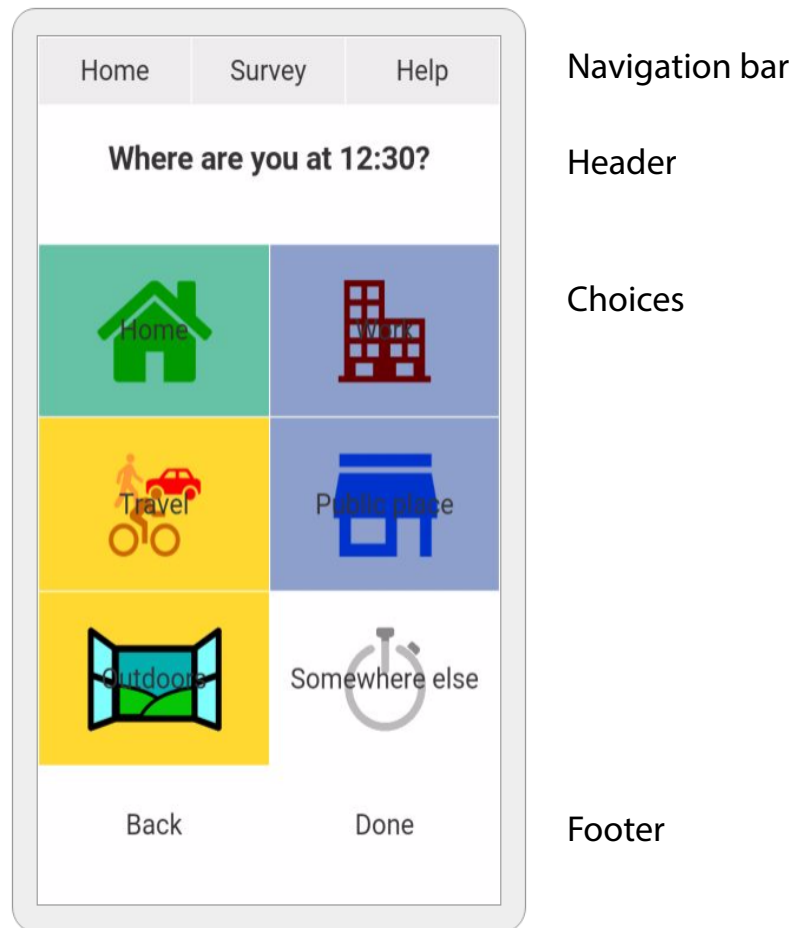 Home Survey Help
Navigation bar
Where are you at 12:30?
Header
Choices
Home Work
Travel Public place
Outdoors Somewhere else
Back Done
Footer